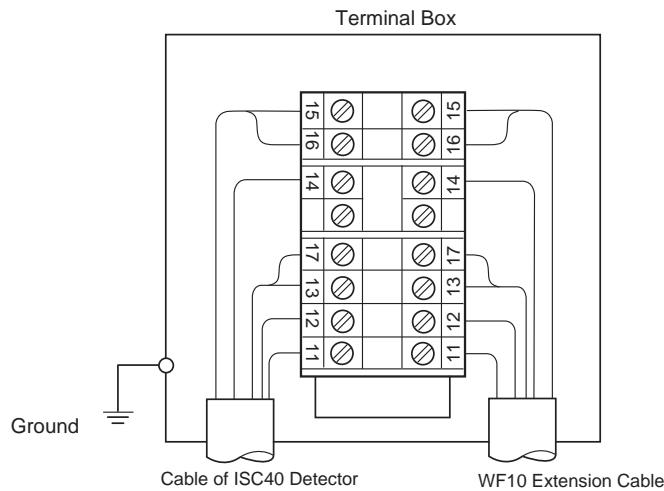 Terminal Box
15 15
16 16
14 14
17 17
13 13
12 12
11 11
Ground
Cable of ISC40 Detector
WF10 Extension Cable